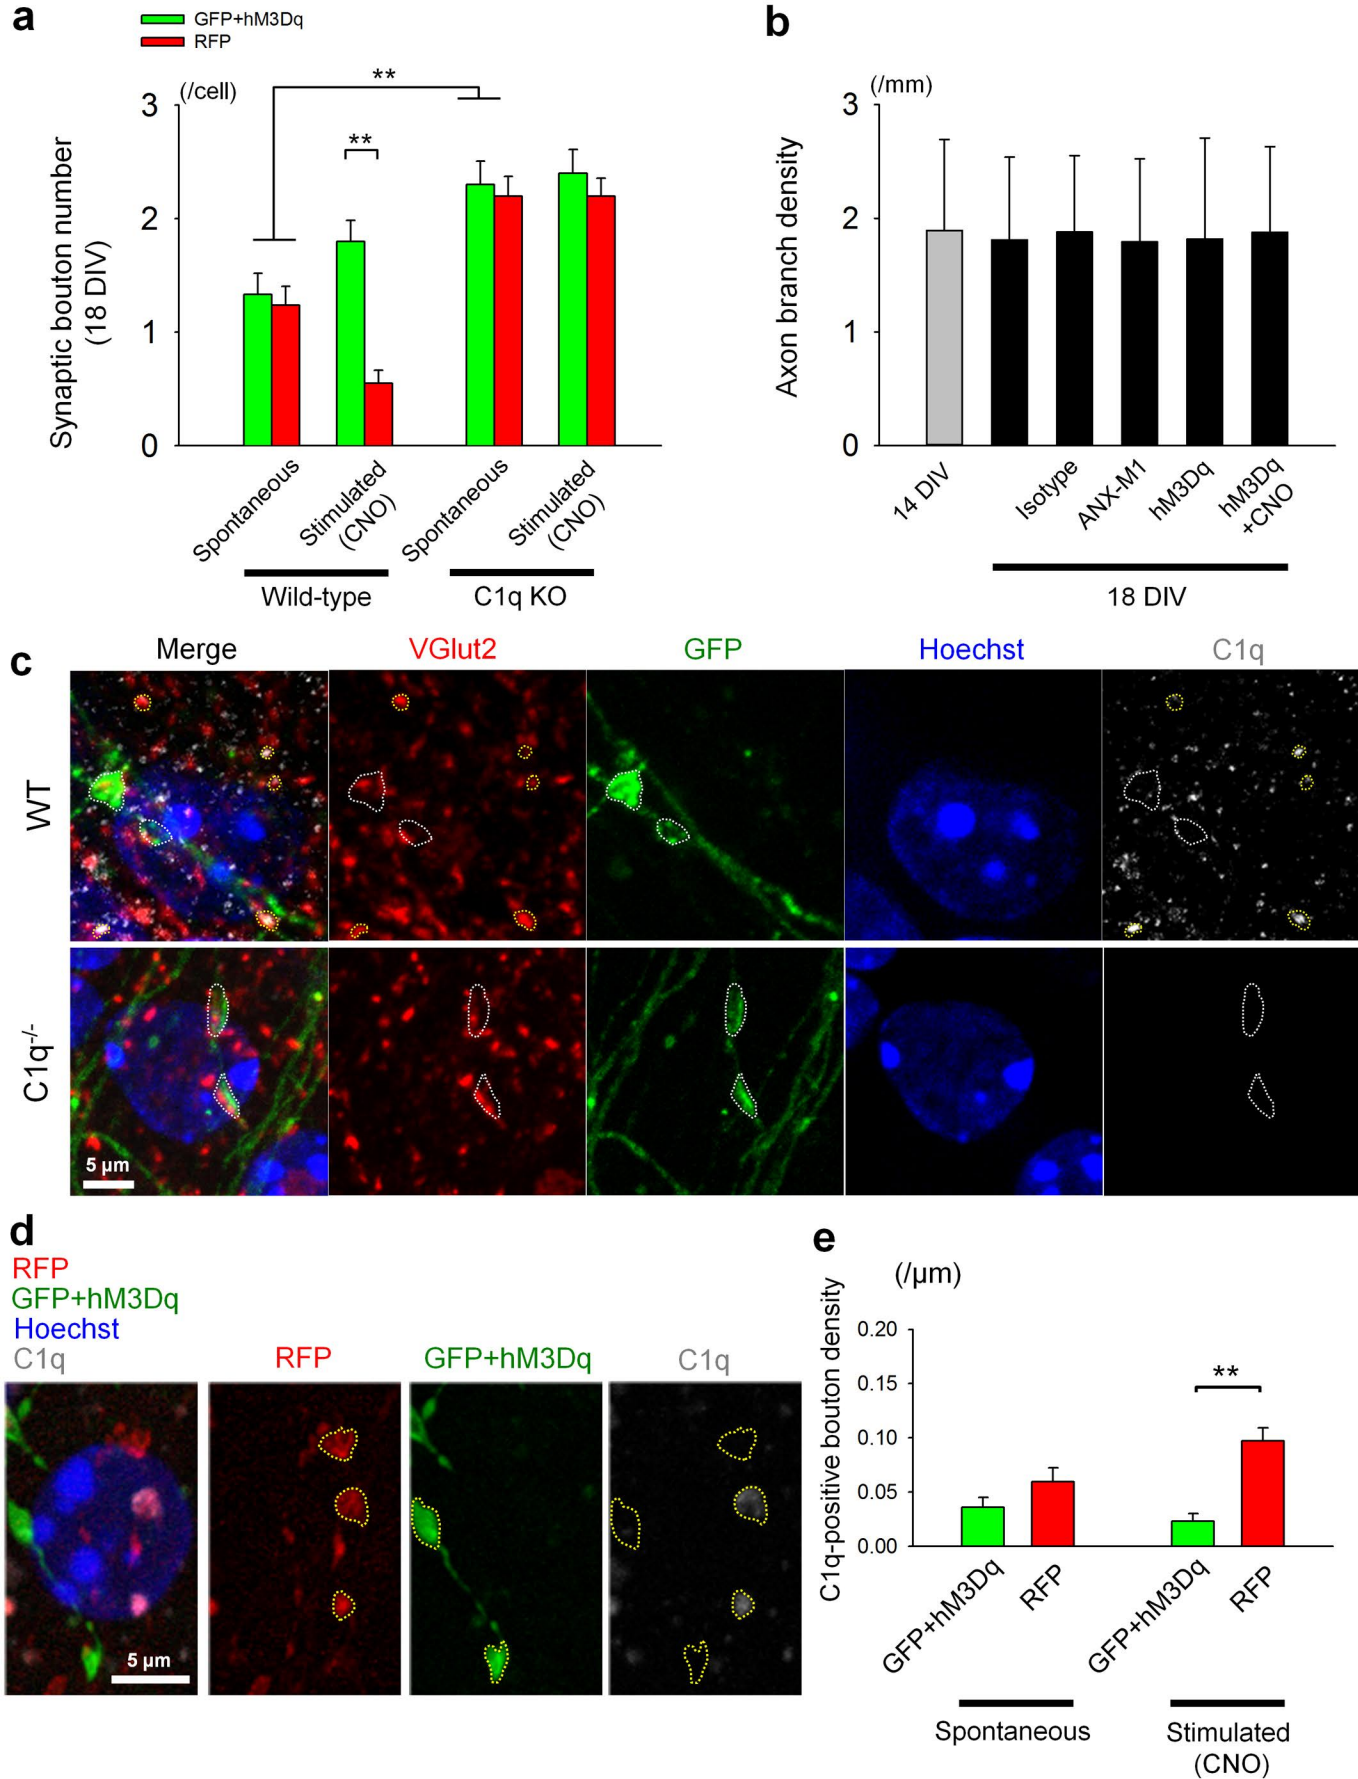 a
GFP+hM3Dq
RFP
(/cell)
Synaptic bouton number
(18 DIV)
3
2
1
0
**
**
Spontaneous
Stimulated
(CNO)
Spontaneous
Stimulated
(CNO)
Wild-type
C1q KO
b
(/mm)
Axon branch density
3
2
1
0
14 DIV
Isotype
ANX-M1
hM3Dq
hM3Dq
+CNO
18 DIV
c
Merge
VGlut2
GFP
Hoechst
C1q
WT
C1q-/-
5 µm
d
RFP
GFP+hM3Dq
Hoechst
C1q
RFP
GFP+hM3Dq
C1q
5 µm
e
(/µm)
C1q-positive bouton density
0.20
0.15
0.10
0.05
0.00
**
GFP+hM3Dq
RFP
GFP+hM3Dq
RFP
Spontaneous
Stimulated
(CNO)